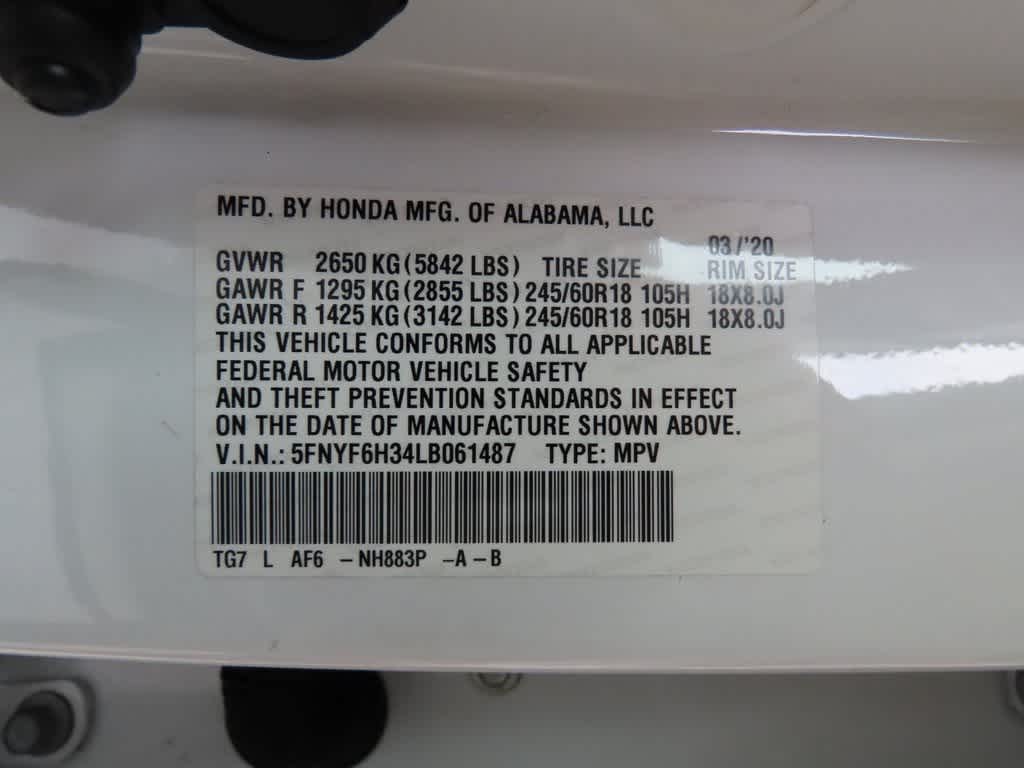 MFD. BY HONDA MFG. OF ALABAMA, LLC
03/'20
GVWR 2650 KG (5842 LBS) TIRE SIZE RIM SIZE
GAWR F 1295 KG (2855 LBS) 245/60R18 105H 18X8.0J
GAWR R 1425 KG (3142 LBS) 245/60R18 105H 18X8.0J
THIS VEHICLE CONFORMS TO ALL APPLICABLE
FEDERAL MOTOR VEHICLE SAFETY
AND THEFT PREVENTION STANDARDS IN EFFECT
ON THE DATE OF MANUFACTURE SHOWN ABOVE.
V.I.N.: 5FNYF6H34LB061487 TYPE: MPV
TG7 L AF6 – NH883P – A – B